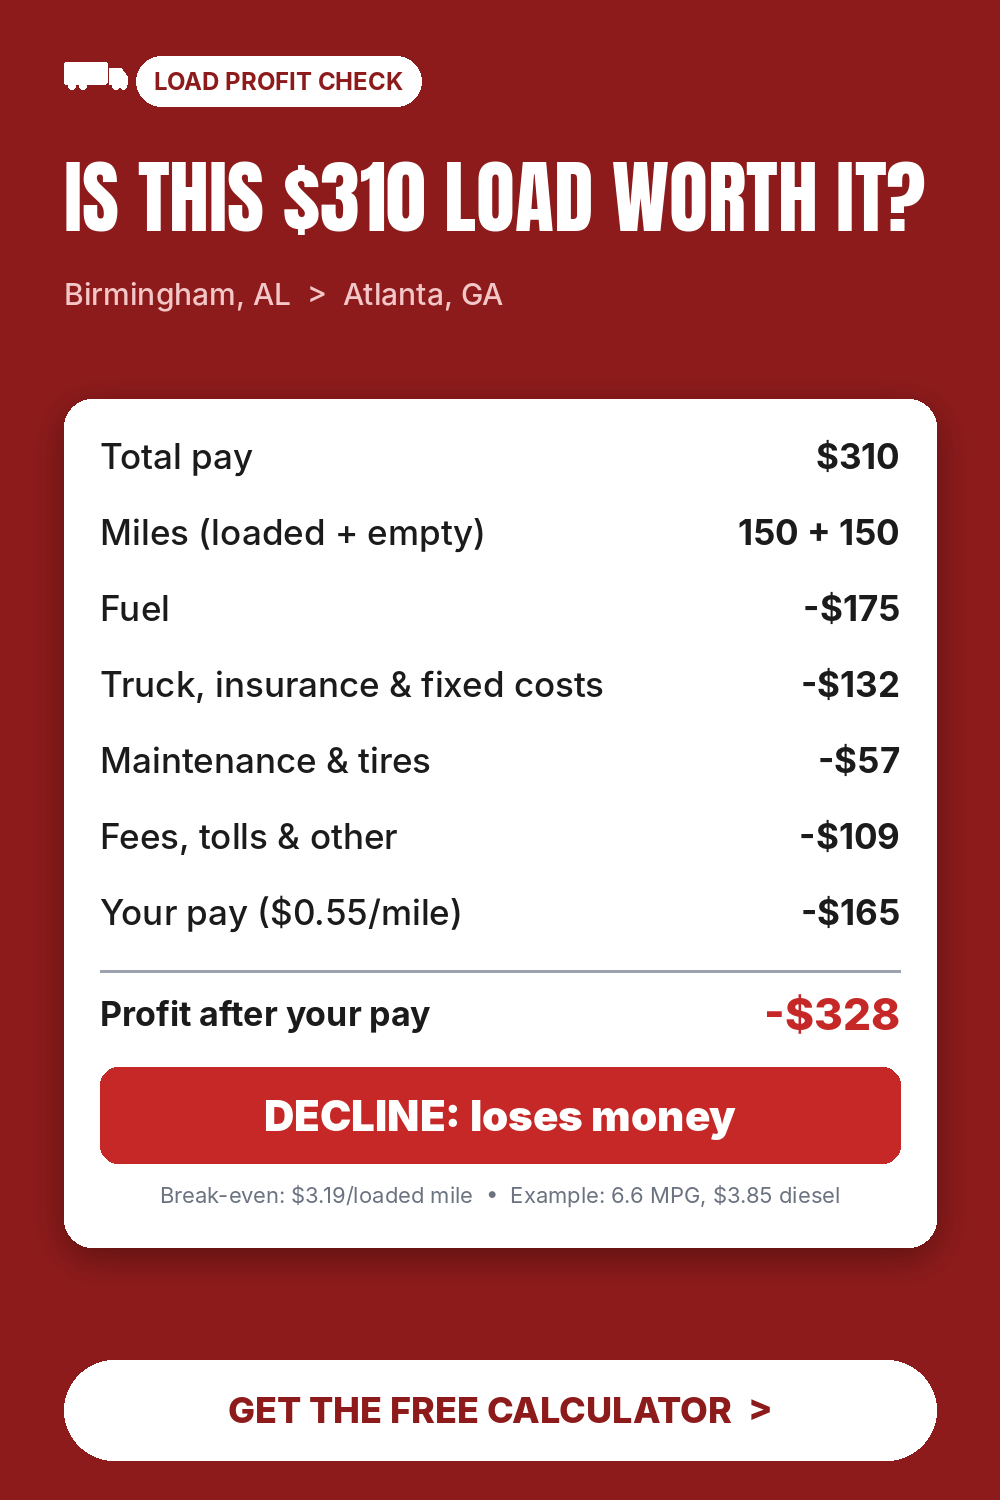 LOAD PROFIT CHECK
IS THIS $310 LOAD WORTH IT?
Birmingham, AL > Atlanta, GA
Total pay $310
Miles (loaded + empty) 150 + 150
Fuel -$175
Truck, insurance & fixed costs -$132
Maintenance & tires -$57
Fees, tolls & other -$109
Your pay ($0.55/mile) -$165
Profit after your pay -$328
DECLINE: loses money
Break-even: $3.19/loaded mile • Example: 6.6 MPG, $3.85 diesel
GET THE FREE CALCULATOR >